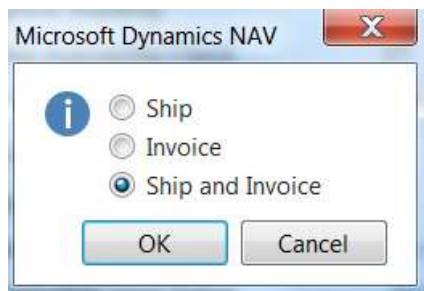 Microsoft Dynamics NAV
Ship
Invoice
Ship and Invoice
OK Cancel